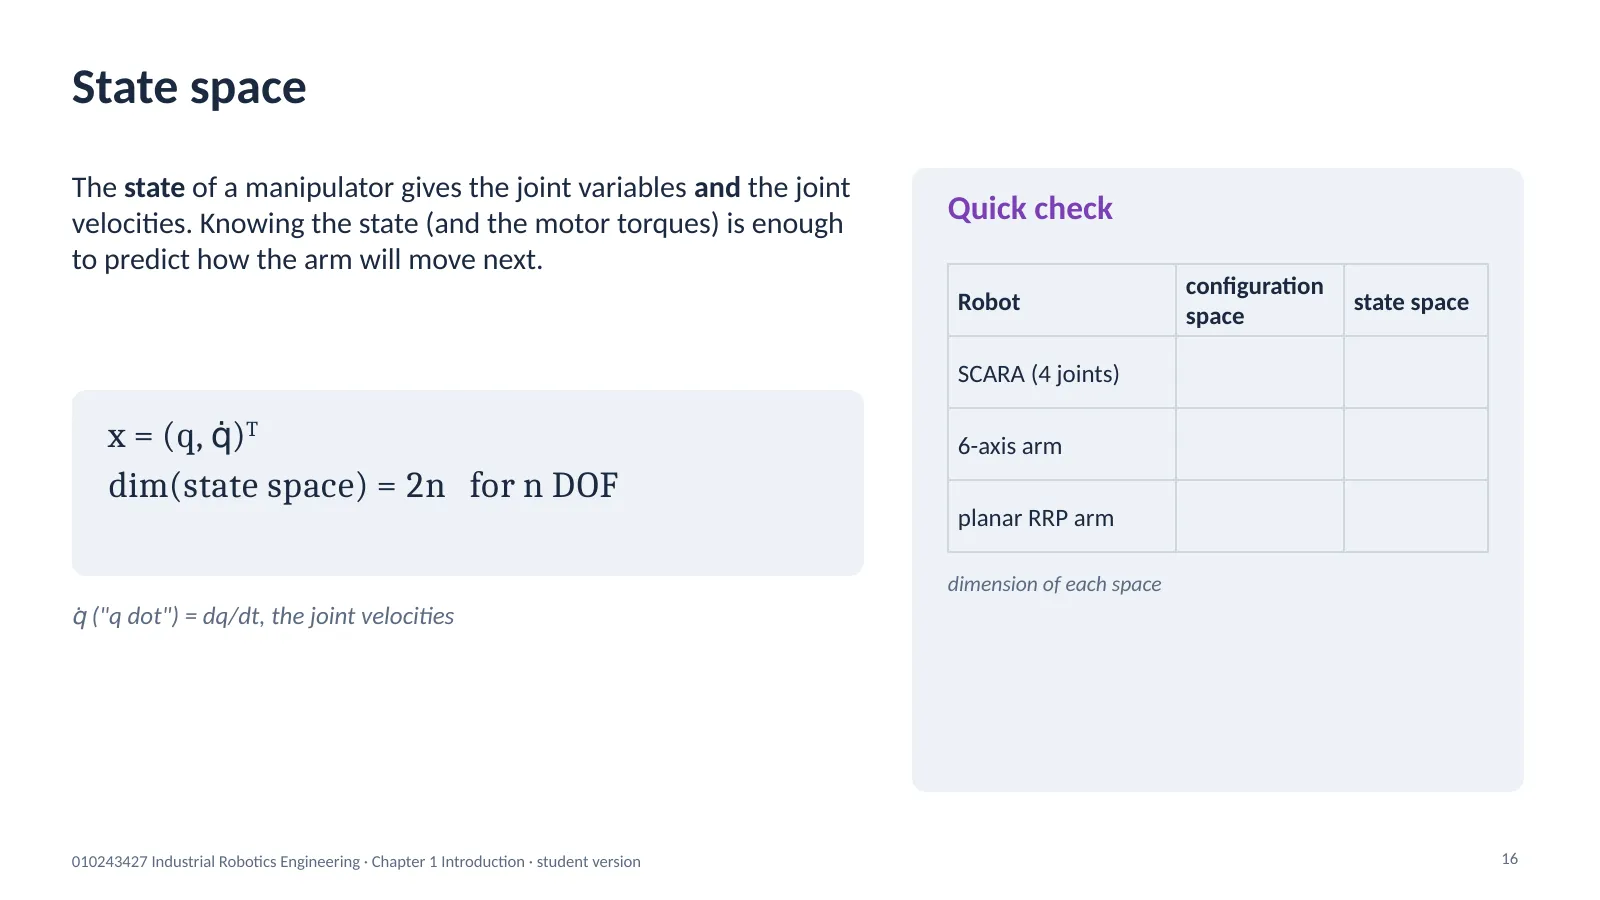 State space
The state of a manipulator gives the joint variables and the joint
velocities. Knowing the state (and the motor torques) is enough
to predict how the arm will move next.
x = (q, q̇)ᵀ
dim(state space) = 2n for n DOF
q̇ ("q dot") = dq/dt, the joint velocities
Quick check
Robot configuration space state space
SCARA (4 joints)
6-axis arm
planar RRP arm
dimension of each space
010243427 Industrial Robotics Engineering · Chapter 1 Introduction · student version
16